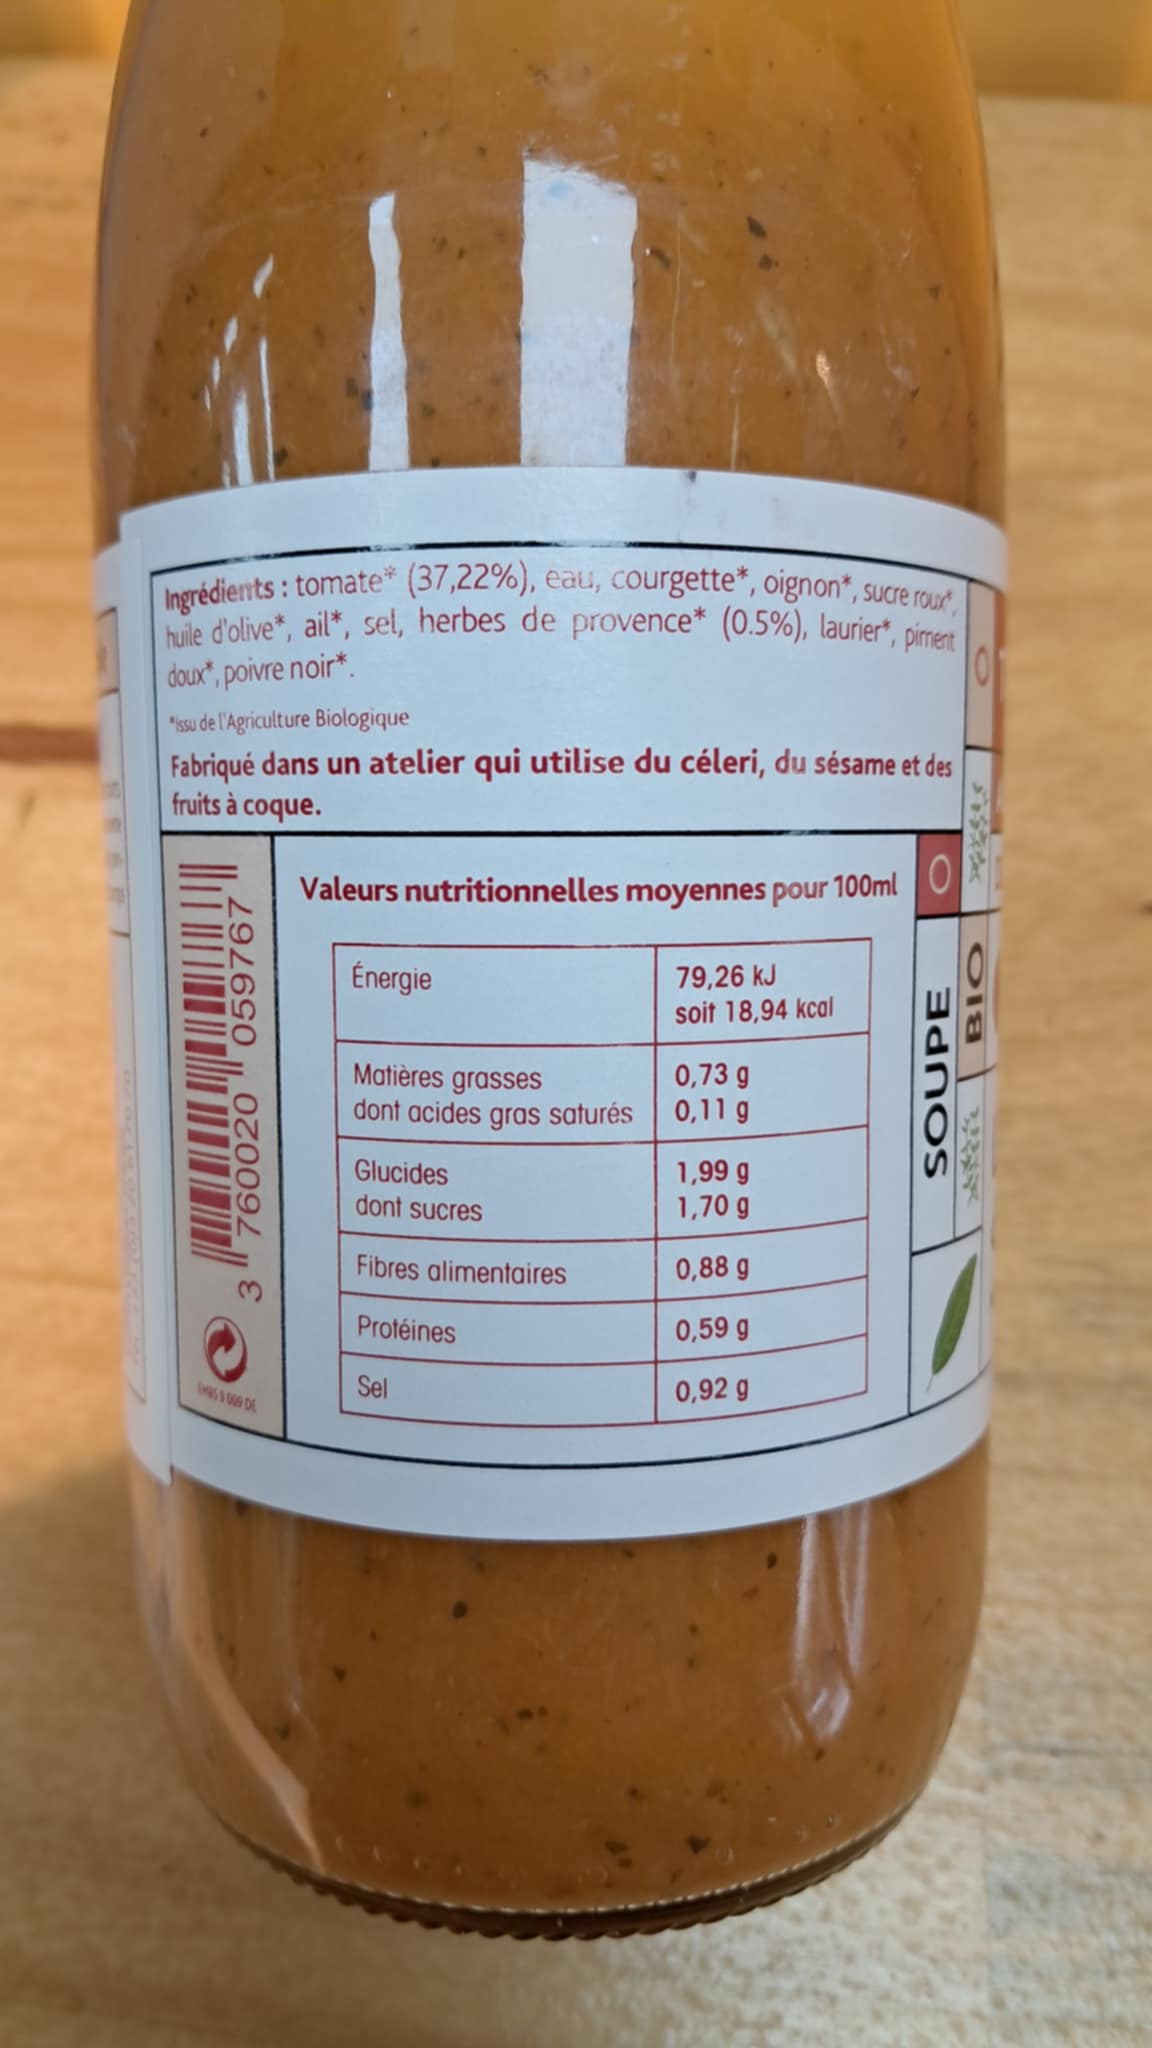 Ingrédients : tomate* (37,22%), eau, courgette*, oignon*, sucre roux*,
huile d'olive*, ail*, sel, herbes de provence* (0.5%), laurier*, piment
doux*, poivre noir*.
*Issu de l'Agriculture Biologique
Fabriqué dans un atelier qui utilise du céleri, du sésame et des
fruits à coque.
3 760020 059767
Valeurs nutritionnelles moyennes pour 100ml
Énergie 79,26 kJ
soit 18,94 kcal
Matières grasses 0,73 g
dont acides gras saturés 0,11 g
Glucides 1,99 g
dont sucres 1,70 g
Fibres alimentaires 0,88 g
Protéines 0,59 g
Sel 0,92 g
SOUPE
BIO